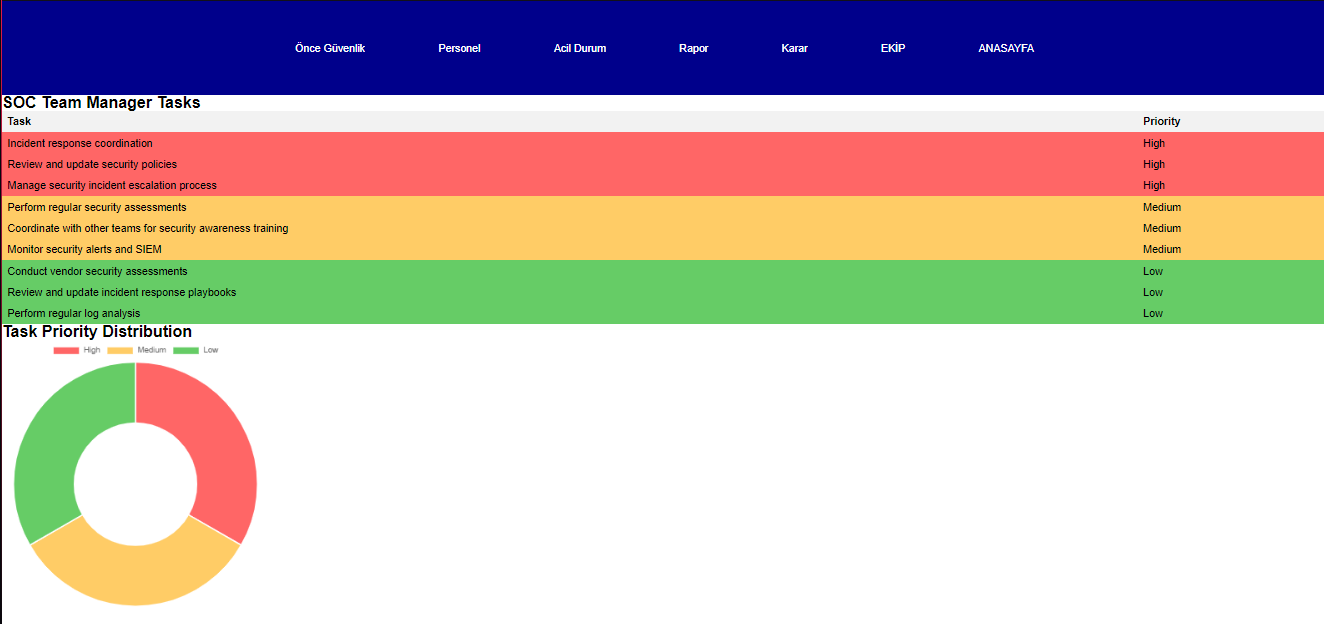 Önce Güvenlik Personel Acil Durum Rapor Karar EKİP ANASAYFA
SOC Team Manager Tasks
Task Priority
Incident response coordination High
Review and update security policies High
Manage security incident escalation process High
Perform regular security assessments Medium
Coordinate with other teams for security awareness training Medium
Monitor security alerts and SIEM Medium
Conduct vendor security assessments Low
Review and update incident response playbooks Low
Perform regular log analysis Low
Task Priority Distribution
High Medium Low